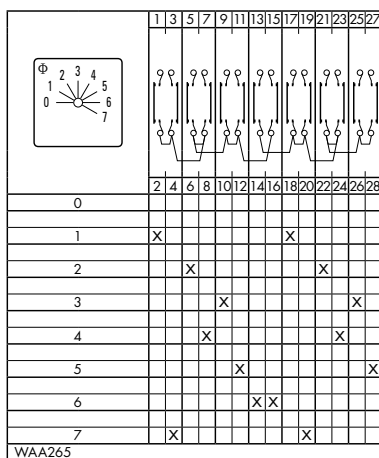 1 3 5 7 9 11 13 15 17 19 21 23 25 27
Φ
0 1 2 3 4 5 6 7
2 4 6 8 10 12 14 16 18 20 22 24 26 28
0
1 X X
2 X X
3 X X
4 X X
5 X X
6 X X
7 X X
WAA265